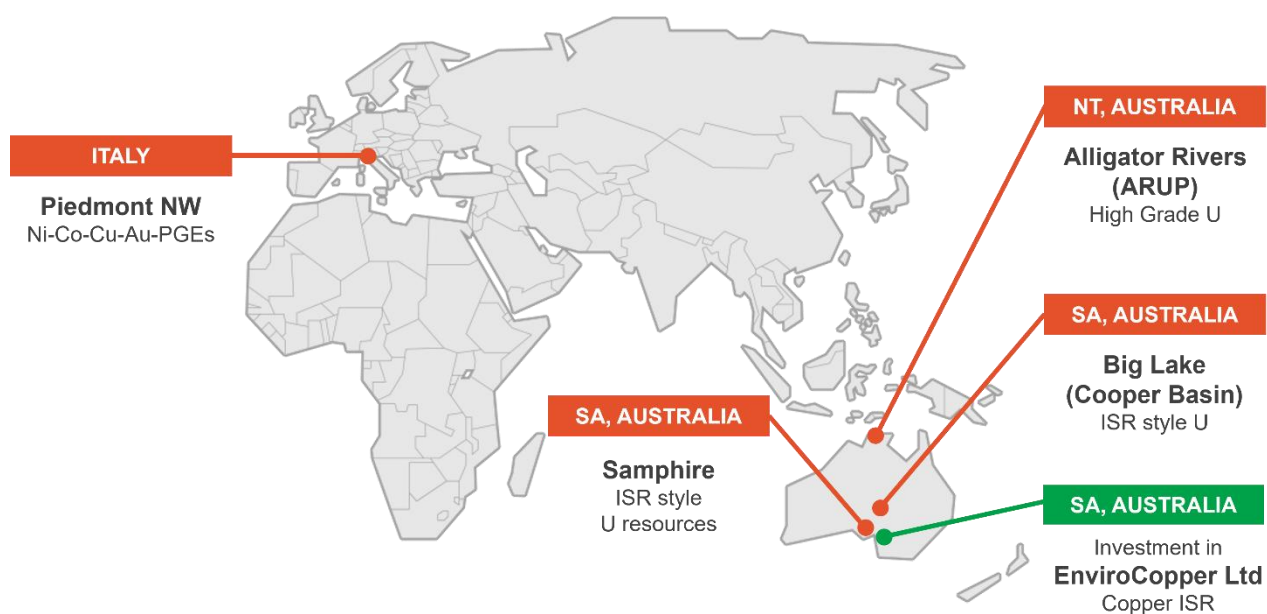 ITALY
Piedmont NW
Ni-Co-Cu-Au-PGEs
NT, AUSTRALIA
Alligator Rivers
(ARUP)
High Grade U
SA, AUSTRALIA
Big Lake
(Cooper Basin)
ISR style U
SA, AUSTRALIA
Samphire
ISR style
U resources
SA, AUSTRALIA
Investment in
EnviroCopper Ltd
Copper ISR